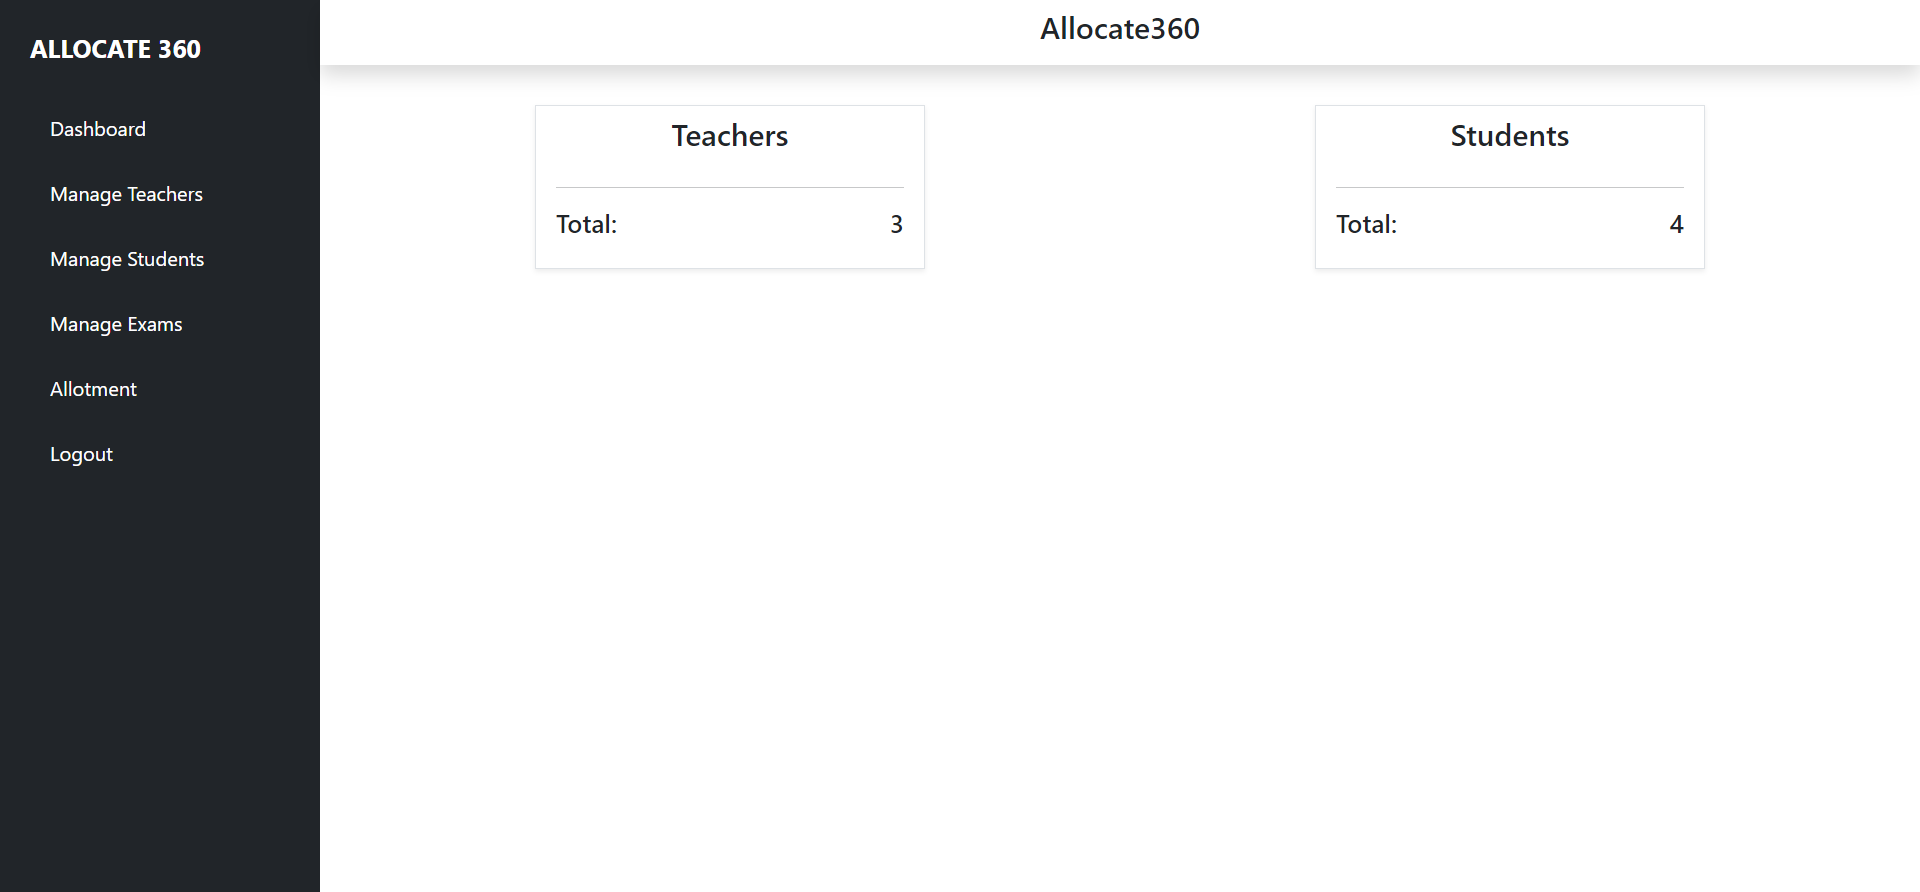 ALLOCATE 360
Dashboard
Manage Teachers
Manage Students
Manage Exams
Allotment
Logout
Allocate360
Teachers
Total: 3
Students
Total: 4